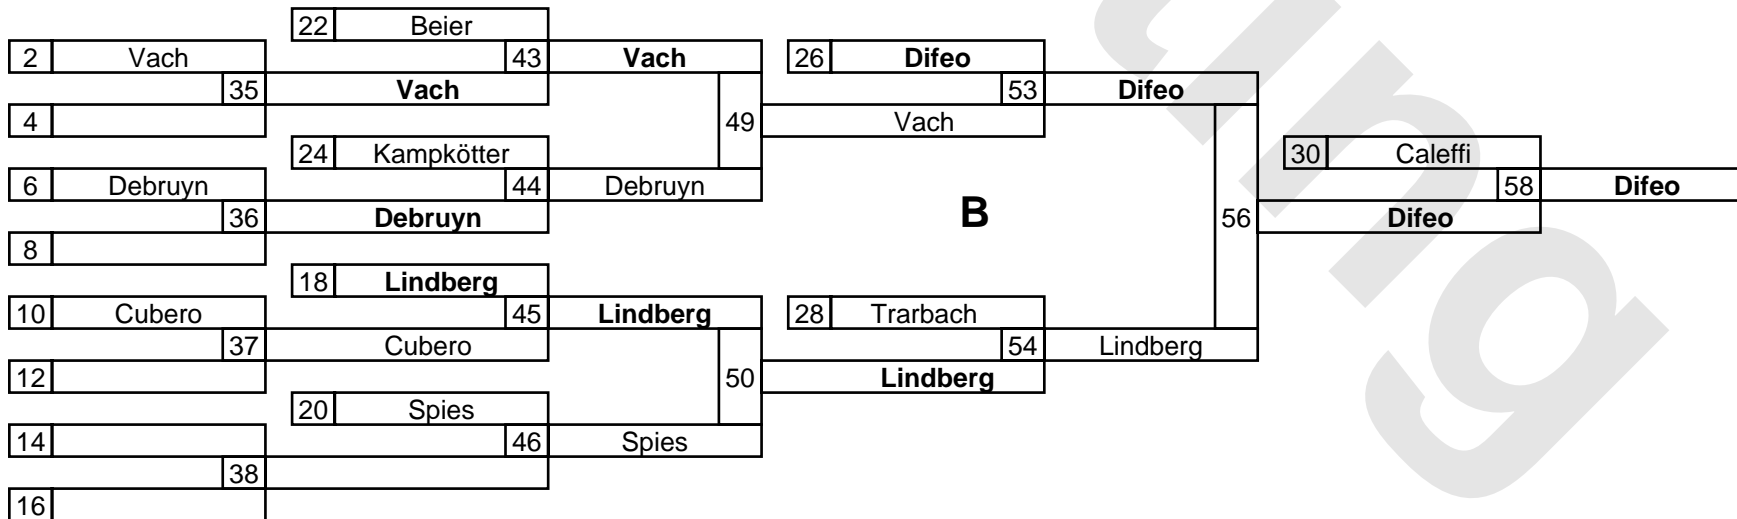 22 Beier
2 Vach 43 Vach 26 Difeo
35 Vach 53 Difeo
4 49 Vach
24 Kampkötter 30 Caleffi
6 Debruyn 44 Debruyn 58 Difeo
36 Debruyn B 56 Difeo
8
18 Lindberg
10 Cubero 45 Lindberg 28 Trarbach
37 Cubero 54 Lindberg
12 50 Lindberg
20 Spies
14 46 Spies
38
16
ung